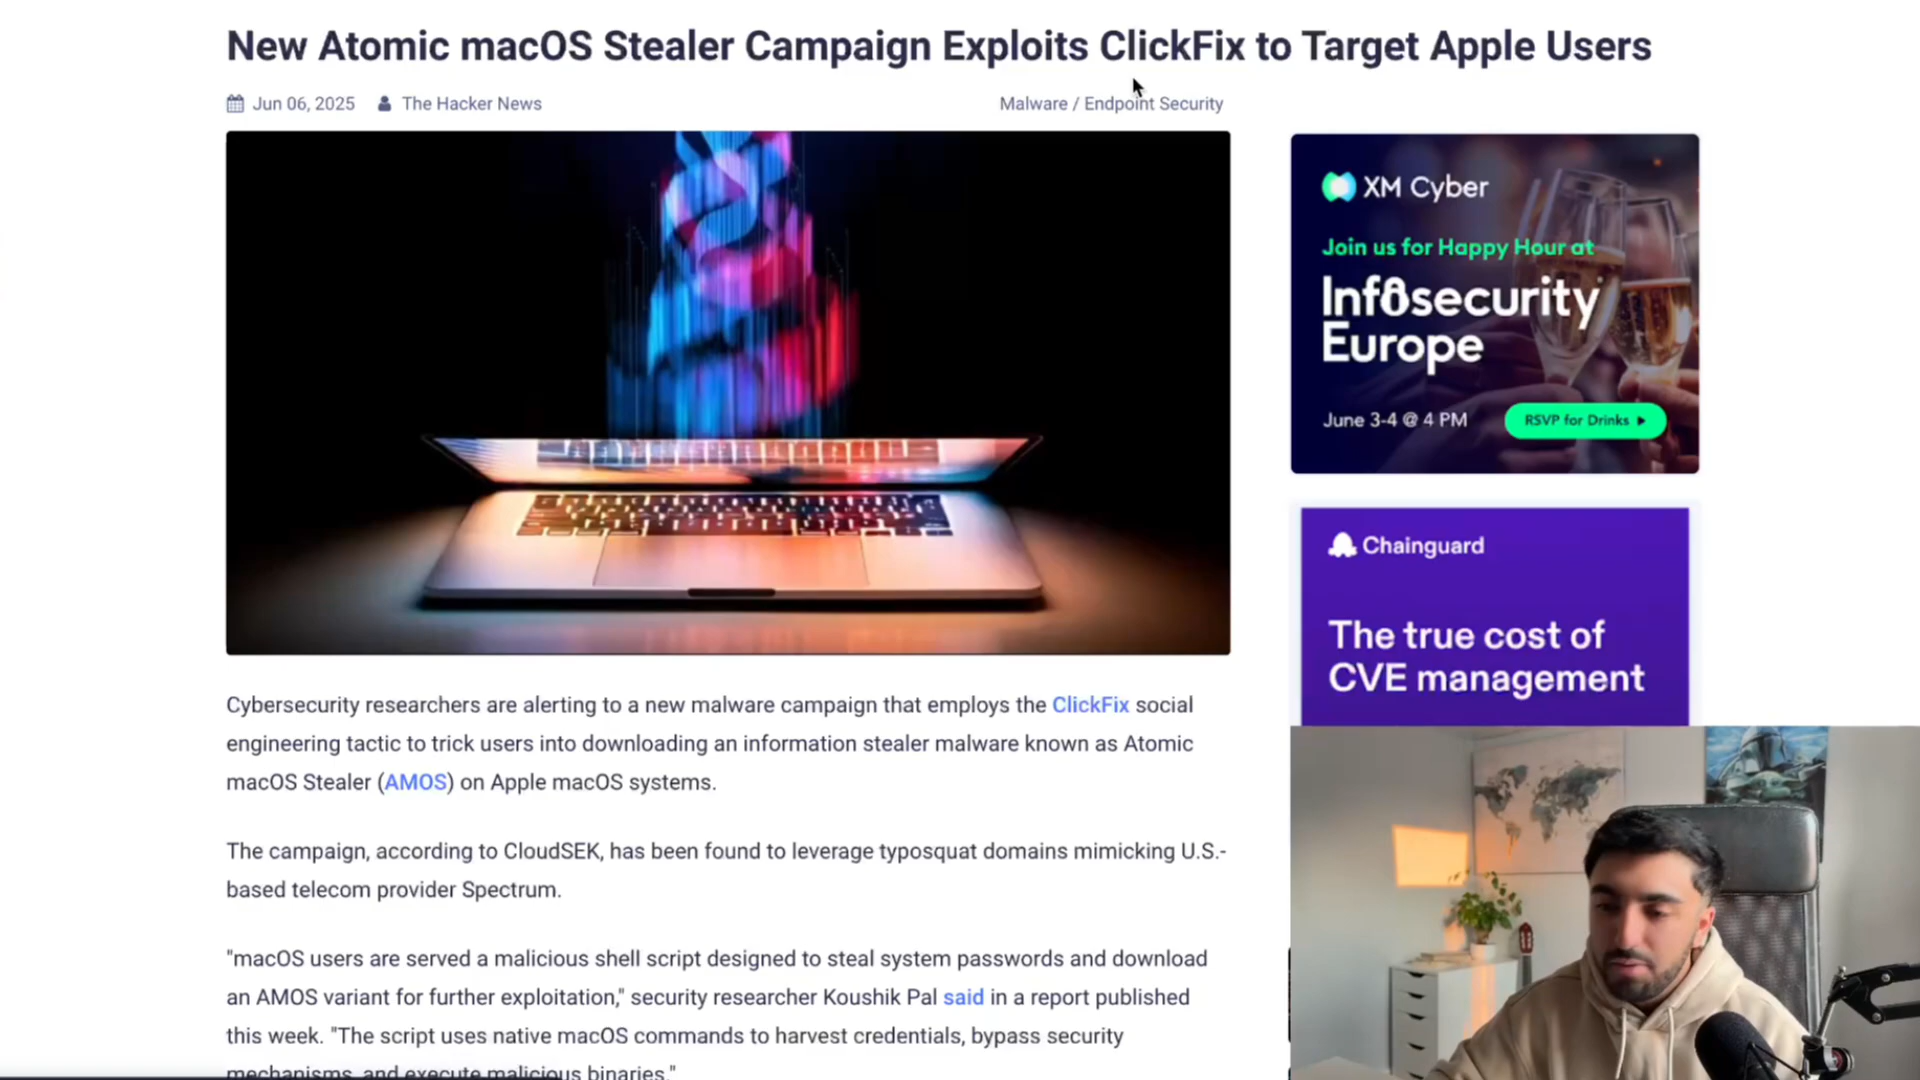 New Atomic macOS Stealer Campaign Exploits ClickFix to Target Apple Users
Jun 06, 2025 The Hacker News Malware / Endpoint Security
XM Cyber
Join us for Happy Hour at
Infosecurity
Europe
June 3-4 @ 4 PM RSVP for Drinks
Chainguard
The true cost of
CVE management
Cybersecurity researchers are alerting to a new malware campaign that employs the ClickFix social
engineering tactic to trick users into downloading an information stealer malware known as Atomic
macOS Stealer (AMOS) on Apple macOS systems.
The campaign, according to CloudSEK, has been found to leverage typosquat domains mimicking U.S.-
based telecom provider Spectrum.
"macOS users are served a malicious shell script designed to steal system passwords and download
an AMOS variant for further exploitation," security researcher Koushik Pal said in a report published
this week. "The script uses native macOS commands to harvest credentials, bypass security
mechanisms, and execute malicious binaries."